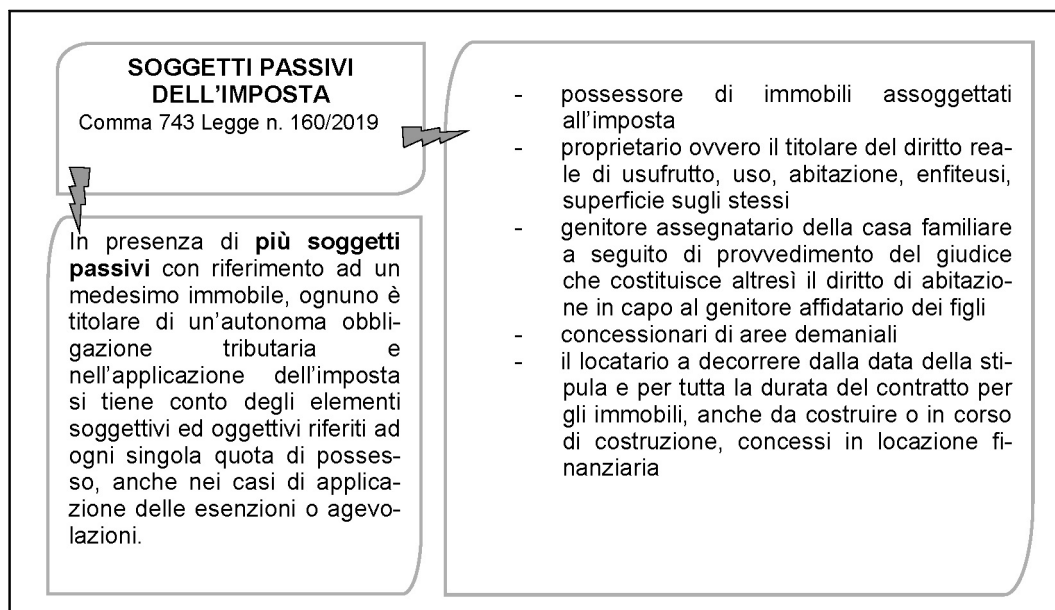 SOGGETTI PASSIVI
DELL'IMPOSTA
Comma 743 Legge n. 160/2019
In presenza di più soggetti
passivi con riferimento ad un
medesimo immobile, ognuno è
titolare di un'autonoma obbli-
gazione tributaria e
nell'applicazione dell'imposta
si tiene conto degli elementi
soggettivi ed oggettivi riferiti ad
ogni singola quota di posses-
so, anche nei casi di applica-
zione delle esenzioni o agevo-
lazioni.
- possessore di immobili assoggettati
all'imposta
- proprietario ovvero il titolare del diritto rea-
le di usufrutto, uso, abitazione, enfiteusi,
superficie sugli stessi
- genitore assegnatario della casa familiare
a seguito di provvedimento del giudice
che costituisce altresì il diritto di abitazio-
ne in capo al genitore affidatario dei figli
- concessionari di aree demaniali
- il locatario a decorrere dalla data della sti-
pula e per tutta la durata del contratto per
gli immobili, anche da costruire o in corso
di costruzione, concessi in locazione fi-
nanziaria